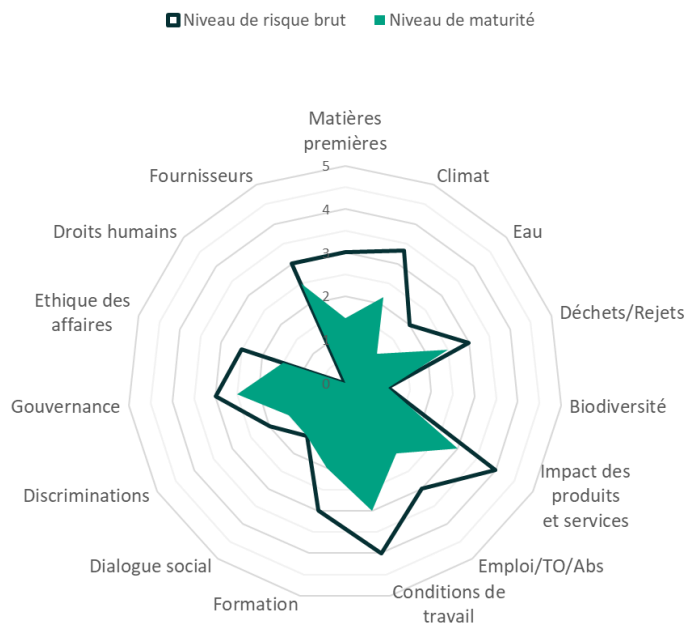 Niveau de risque brut
Niveau de maturité
Matières
premières
Climat
Eau
Déchets/Rejets
Biodiversité
Impact des
produits
et services
Emploi/TO/Abs
Conditions de
travail
Formation
Dialogue social
Discriminations
Gouvernance
Ethique des
affaires
Droits humains
Fournisseurs
5
4
3
2
1
0